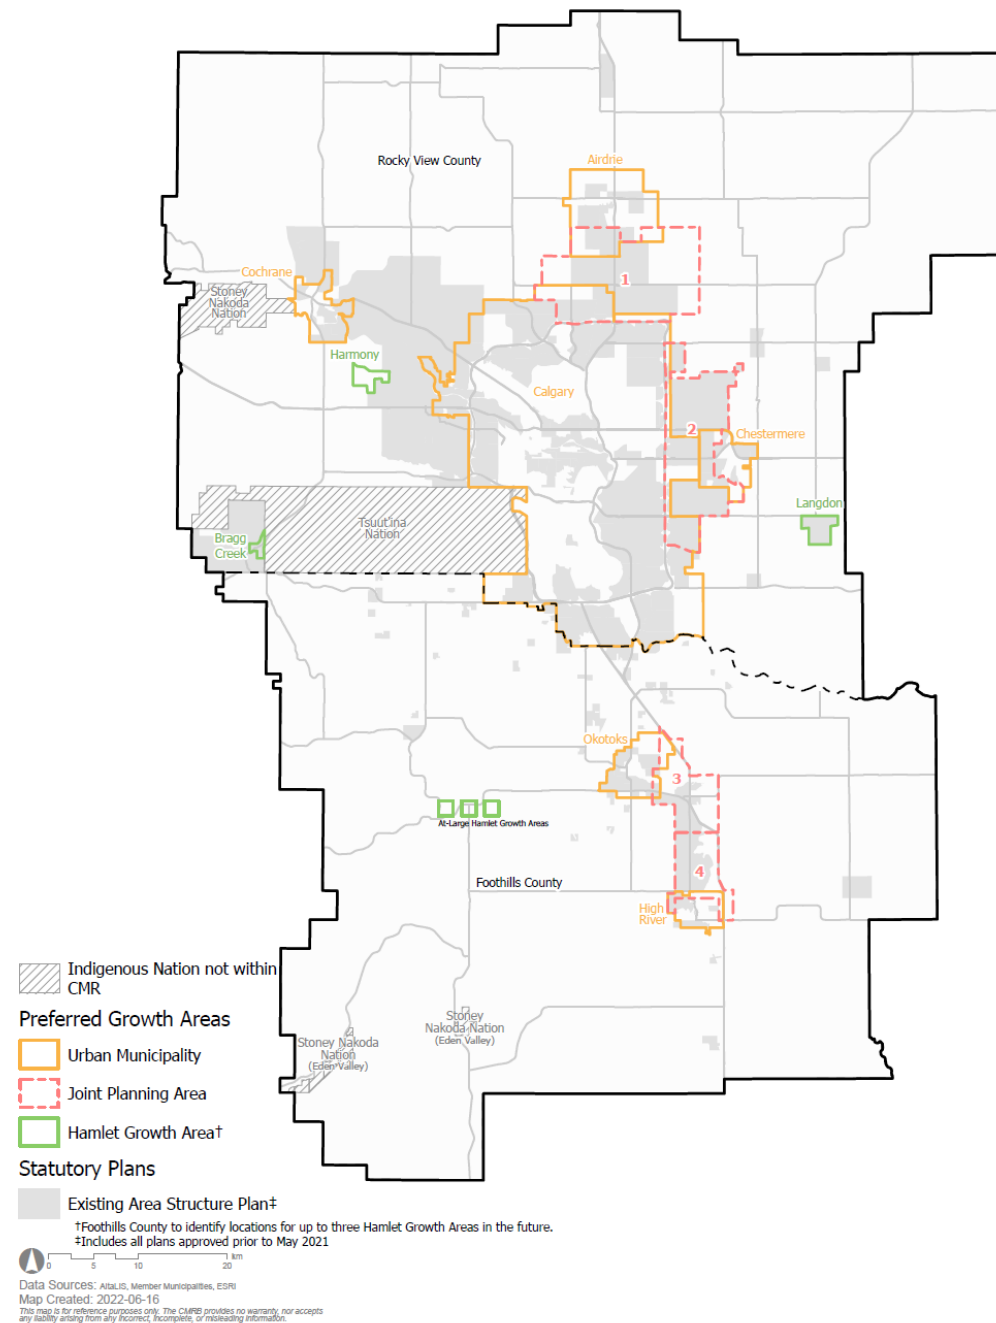 Rocky View County
Airdrie
1
Cochrane
Stoney
Nakoda
Nation
Harmony
Calgary
2
Chestermere
Langdon
Tsuut'ina
Nation
Bragg
Creek
Okotoks
3
At-Large Hamlet Growth Areas
4
Foothills County
High
River
Stoney
Nakoda Nation
(Eden Valley)
Stoney Nakoda
Nation
(Eden Valley)
Indigenous Nation not within
CMR
Preferred Growth Areas
Urban Municipality
Joint Planning Area
Hamlet Growth Area†
Statutory Plans
Existing Area Structure Plan‡
†Foothills County to identify locations for up to three Hamlet Growth Areas in the future.
‡Includes all plans approved prior to May 2021
km
0 5 10 20
Data Sources: AltaLIS, Member Municipalities, ESRI
Map Created: 2022-06-16
This map is for reference purposes only. The CMRB provides no warranty, nor accepts
any liability arising from any incorrect, incomplete, or misleading information.